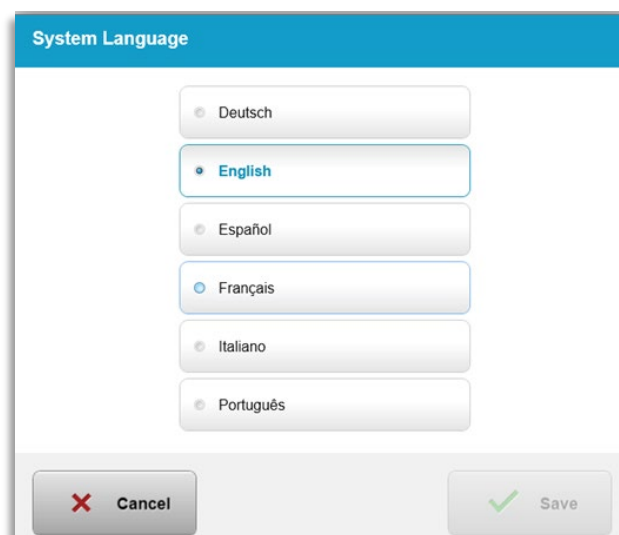 System Language
Deutsch
English
Español
Français
Italiano
Português
Cancel
Save